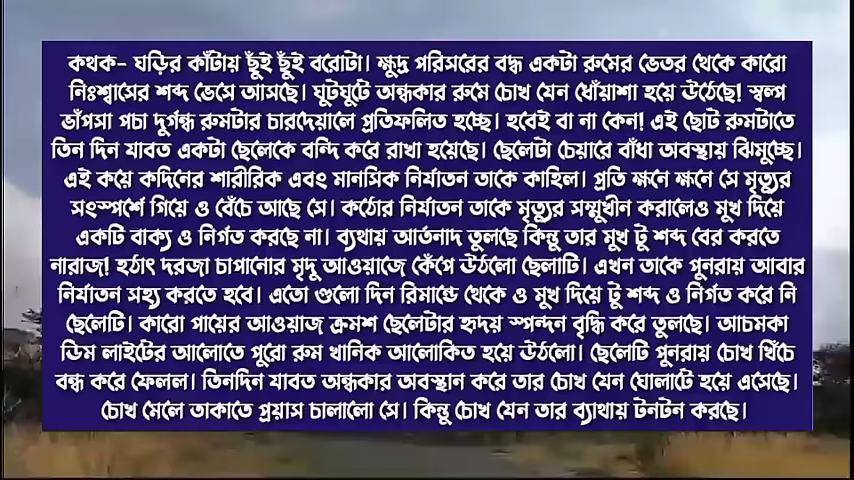 কথক- ঘড়ির কাঁটায় ছুঁই ছুঁই বরোটা। ক্ষুদ্র পরিসরের বদ্ধ একটা রুমের ভেতর থেকে কারো
নিঃশ্বাসের শব্দ ভেসে আসছে। ঘুটঘুটে অন্ধকার রুমে চোখ যেন ধোঁয়াশা হয়ে উঠেছে! স্বল্প
ভাঁপসা পচা দুর্গন্ধ রুমটার চারদেয়ালে প্রতিফলিত হচ্ছে। হবেই বা না কেন! এই ছোট রুমটাতে
তিন দিন যাবত একটা ছেলেকে বন্দি করে রাখা হয়েছে। ছেলেটা চেয়ারে বাঁধা অবস্থায় ঝিমুচ্ছে।
এই কয়ে কদিনের শারীরিক এবং মানসিক নির্যাতন তাকে কাহিল। প্রতি ক্ষনে ক্ষনে সে মৃত্যুর
সংস্পর্শে গিয়ে ও বেঁচে আছে সে। কঠোর নির্যাতন তাকে মৃত্যুর সম্মুখীন করালেও মুখ দিয়ে
একটি বাক্য ও নির্গত করছে না। ব্যথায় আর্তনাদ তুলছে কিন্তু তার মুখ টু শব্দ বের করতে
নারাজ! হঠাৎ দরজা চাপানোর মৃদু আওয়াজে কেঁপে উঠলো ছেলাটি। এখন তাকে পুনরায় আবার
নির্যাতন সহ্য করতে হবে। এতো গুলো দিন রিমান্ডে থেকে ও মুখ দিয়ে টু শব্দ ও নির্গত করে নি
ছেলেটি। কারো পায়ের আওয়াজ ক্রমশ ছেলেটার হৃদয় স্পন্দন বৃদ্ধি করে তুলছে। আচমকা
ডিম লাইটের আলোতে পুরো রুম খানিক আলোকিত হয়ে উঠলো। ছেলেটি পুনরায় চোখ খিঁচে
বন্ধ করে ফেলল। তিনদিন যাবত অন্ধকার অবস্থান করে তার চোখ যেন ঘোলাটে হয়ে এসেছে।
চোখ মেলে তাকাতে প্রয়াস চালালো সে। কিন্তু চোখ যেন তার ব্যাথায় টনটন করছে।